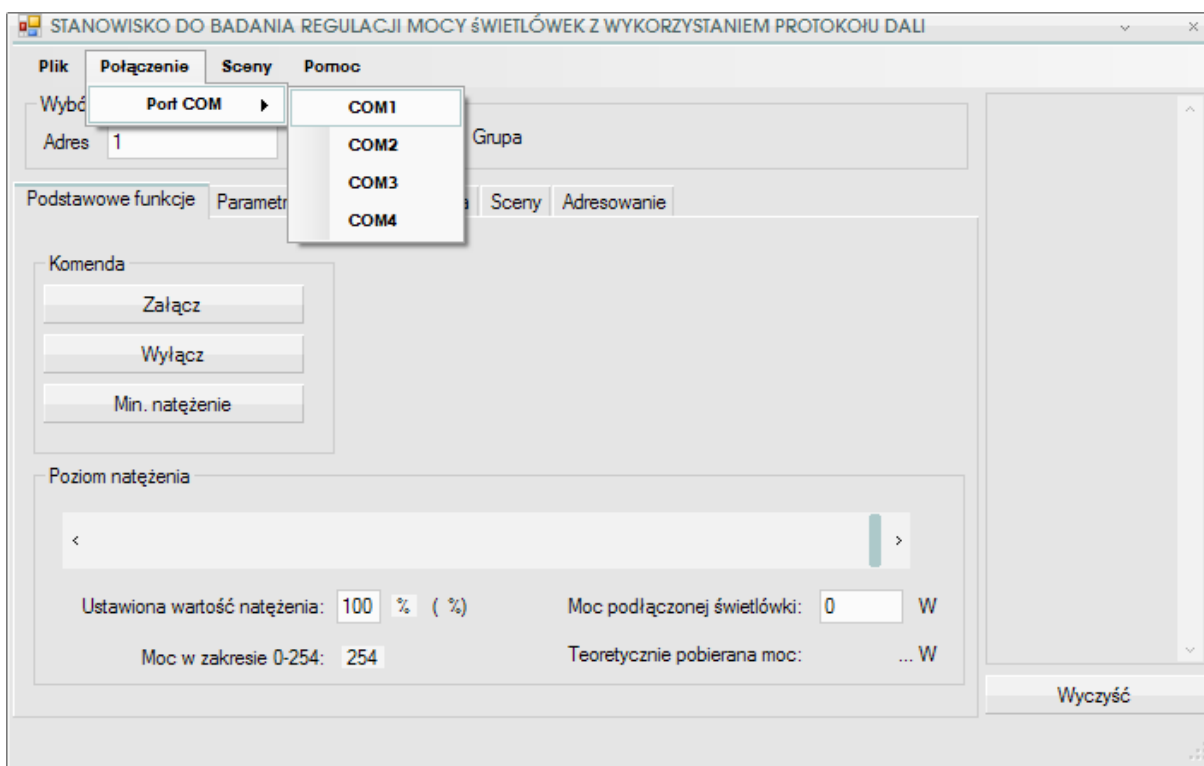 STANOWISKO DO BADANIA REGULACJI MOCY śWIETLÓWEK Z WYKORZYSTANIEM PROTOKOłU DALI
Plik Połączenie Sceny Pomoc
Port COM
COM1
COM2
COM3
COM4
Adres 1 Grupa
Podstawowe funkcje Sceny Adresowanie
Komenda
Załącz
Wyłącz
Min. natężenie
Poziom natężenia
< >
Ustawiona wartość natężenia: 100 % ( %) Moc podłączonej świetlówki: 0 W
Moc w zakresie 0-254: 254 Teoretycznie pobierana moc: ... W
Wyczyść